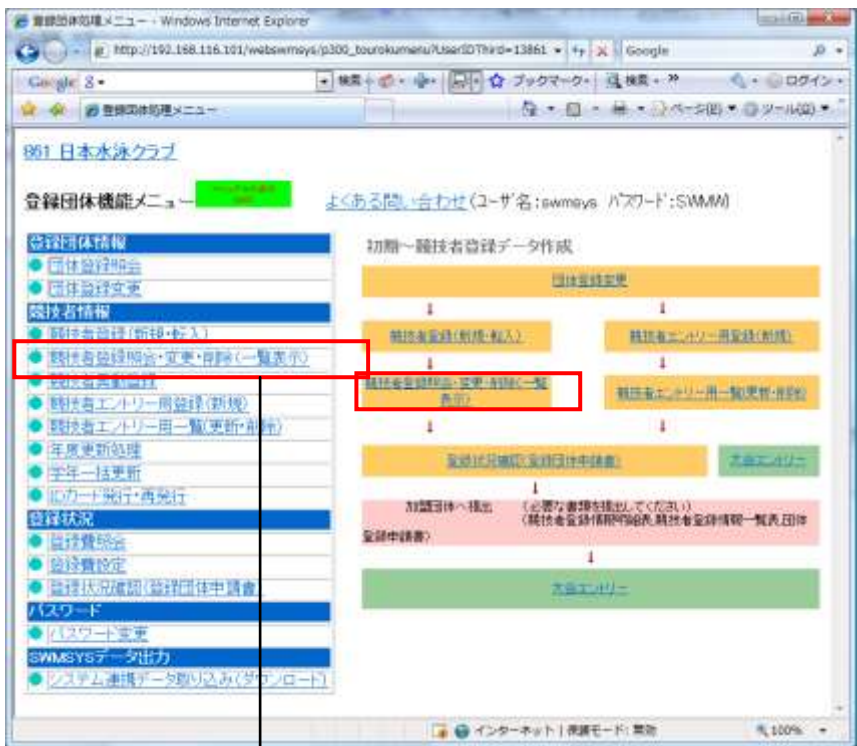 登録団体処理メニュー - Windows Internet Explorer
http://192.168.116.101/webswmsys/p300_tourokumenu?UserIDThird=13861
Google
Google
検索
ブックマーク
検索
ログイン
登録団体処理メニュー
ページ(P)
ツール(O)
861 日本水泳クラブ
登録団体機能メニュー
よくある問い合わせ(ユーザ名:swmsys パスワード:SWMW)
登録団体情報
団体登録照会
団体登録変更
競技者情報
競技者登録(新規・転入)
競技者登録照会・変更・削除(一覧表示)
競技者異動登録
競技者エントリー用登録(新規)
競技者エントリー用一覧(更新・削除)
年度更新処理
学年一括更新
IDカード発行・再発行
登録状況
登録費照会
登録費設定
登録状況確認(登録団体申請書)
パスワード
パスワード変更
SWMSYSデータ出力
システム連携データ取り込み(ダウンロード)
初期~競技者登録データ作成
団体登録変更
競技者登録(新規・転入)
競技者エントリー用登録(新規)
競技者登録照会・変更・削除(一覧
表示)
競技者エントリー用一覧(更新・削除)
登録状況確認(登録団体申請書)
大会エントリー
加盟団体へ提出 (必要な書類を提出してください)
(競技者登録情報明細表,競技者登録情報一覧表,団体
登録申請書)
大会エントリー
インターネット | 保護モード: 無効
100%